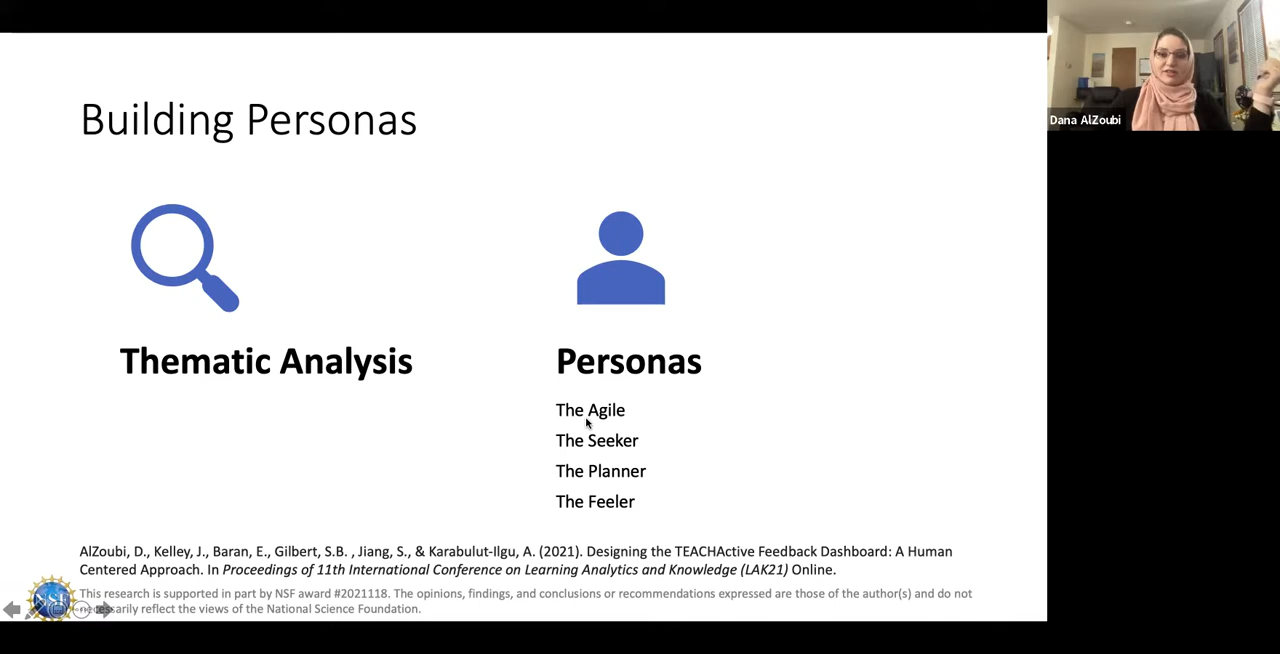 Building Personas
Thematic Analysis
Personas
The Agile
The Seeker
The Planner
The Feeler
AlZoubi, D., Kelley, J., Baran, E., Gilbert, S.B. , Jiang, S., & Karabulut-Ilgu, A. (2021). Designing the TEACHActive Feedback Dashboard: A Human
Centered Approach. In Proceedings of 11th International Conference on Learning Analytics and Knowledge (LAK21) Online.
This research is supported in part by NSF award #2021118. The opinions, findings, and conclusions or recommendations expressed are those of the author(s) and do not
necessarily reflect the views of the National Science Foundation.
Dana AlZoubi